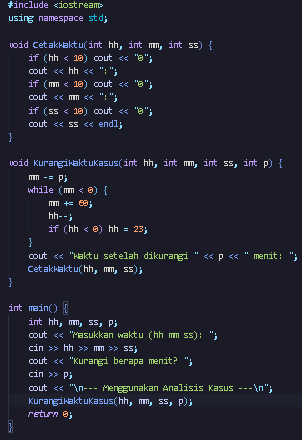 #include <iostream>
using namespace std;

void CetakWaktu(int hh, int mm, int ss) {
    if (hh < 10) cout << "0";
    cout << hh << ":";
    if (mm < 10) cout << "0";
    cout << mm << ":";
    if (ss < 10) cout << "0";
    cout << ss << endl;
}

void KurangiWaktuKasus(int hh, int mm, int ss, int p) {
    mm -= p;
    while (mm < 0) {
        mm += 60;
        hh--;
        if (hh < 0) hh = 23;
    }
    cout << "Waktu setelah dikurangi " << p << " menit: ";
    CetakWaktu(hh, mm, ss);
}

int main() {
    int hh, mm, ss, p;
    cout << "Masukkan waktu (hh mm ss): ";
    cin >> hh >> mm >> ss;
    cout << "Kurangi berapa menit? ";
    cin >> p;
    cout << "\n--- Menggunakan Analisis Kasus ---\n";
    KurangiWaktuKasus(hh, mm, ss, p);
    return 0;
}